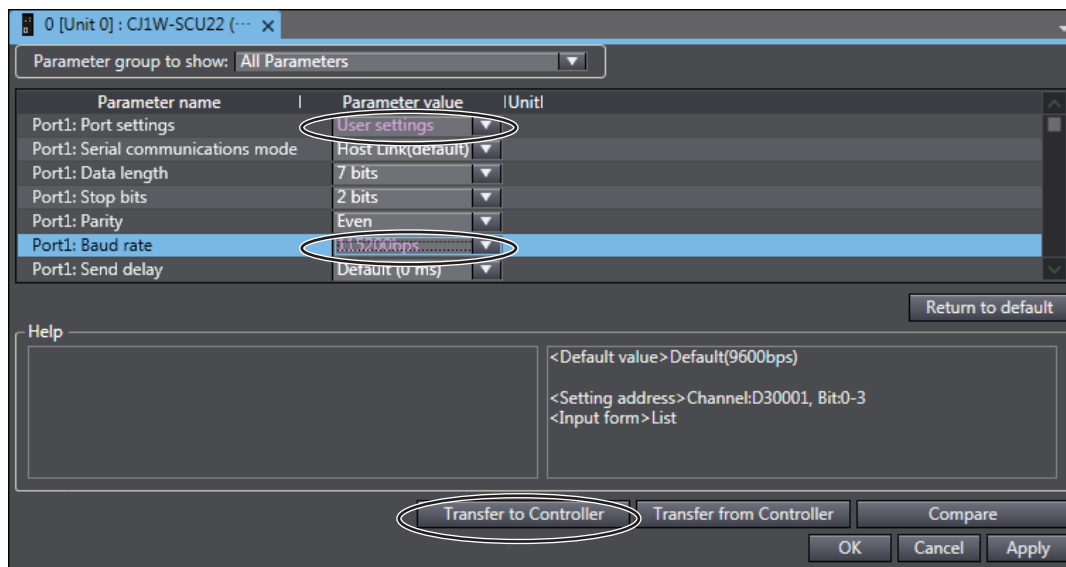 0 [Unit 0] : CJ1W-SCU22 (···
Parameter group to show: All Parameters
Parameter name Parameter value Unit
Port1: Port settings User settings
Port1: Serial communications mode Host Link(default)
Port1: Data length 7 bits
Port1: Stop bits 2 bits
Port1: Parity Even
Port1: Baud rate 115200bps
Port1: Send delay Default (0 ms)
Return to default
Help
<Default value>Default(9600bps)
<Setting address>Channel:D30001, Bit:0-3
<Input form>List
Transfer to Controller Transfer from Controller Compare
OK Cancel Apply